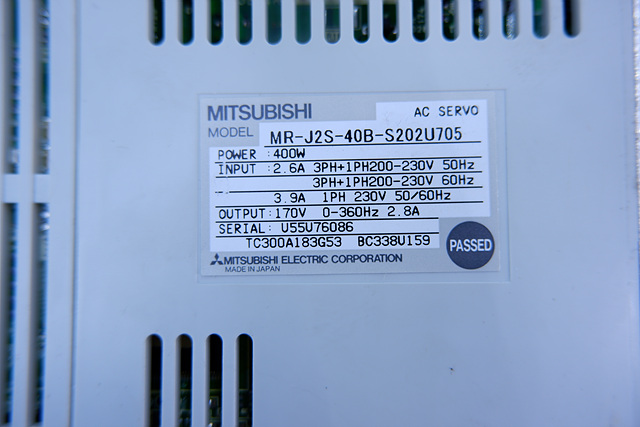 MITSUBISHI AC SERVO
MODEL MR-J2S-40B-S202U705
POWER :400W
INPUT :2.6A 3PH+1PH200-230V 50Hz
3PH+1PH200-230V 60Hz
3.9A 1PH 230V 50/60Hz
OUTPUT:170V 0-360Hz 2.8A
SERIAL: U55U76086
TC300A183G53 BC338U159
PASSED
MITSUBISHI ELECTRIC CORPORATION
MADE IN JAPAN